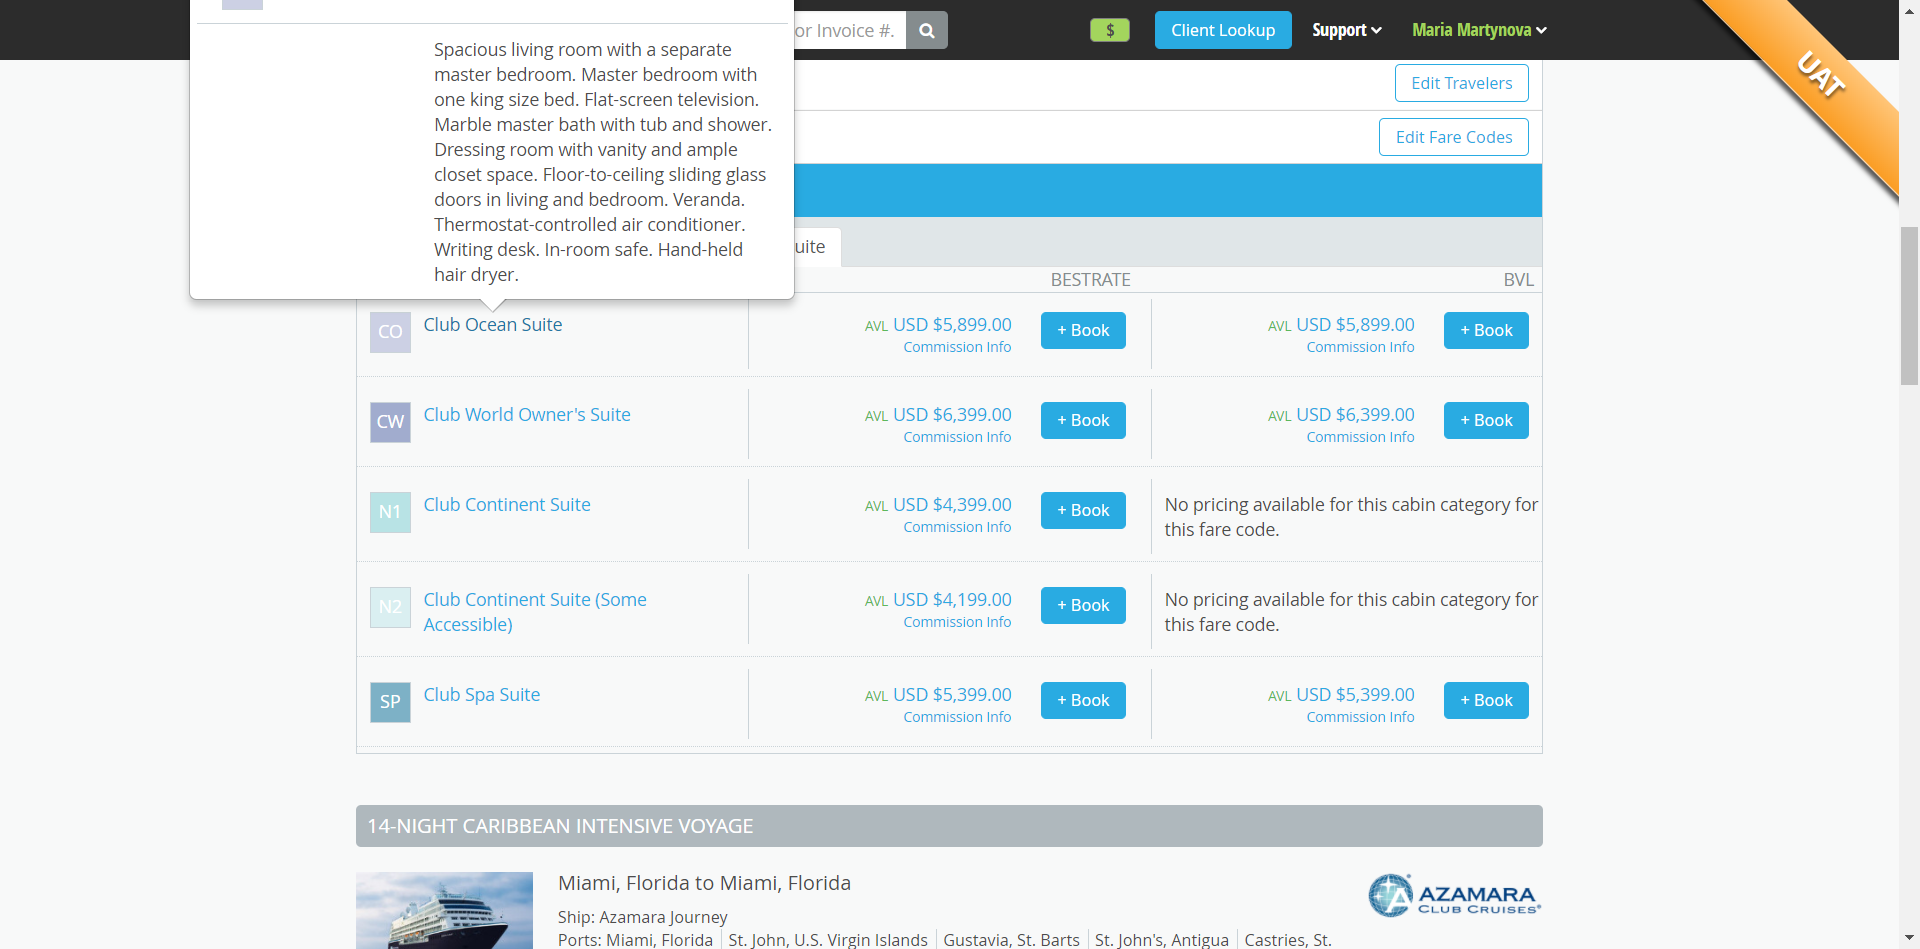 or Invoice #.
$
Client Lookup
Support
Maria Martynova
UAT
Spacious living room with a separate
master bedroom. Master bedroom with
one king size bed. Flat-screen television.
Marble master bath with tub and shower.
Dressing room with vanity and ample
closet space. Floor-to-ceiling sliding glass
doors in living and bedroom. Veranda.
Thermostat-controlled air conditioner.
Writing desk. In-room safe. Hand-held
hair dryer.
Edit Travelers
Edit Fare Codes
uite
BESTRATE
BVL
CO
Club Ocean Suite
AVL USD $5,899.00
Commission Info
+ Book
AVL USD $5,899.00
Commission Info
+ Book
CW
Club World Owner's Suite
AVL USD $6,399.00
Commission Info
+ Book
AVL USD $6,399.00
Commission Info
+ Book
N1
Club Continent Suite
AVL USD $4,399.00
Commission Info
+ Book
No pricing available for this cabin category for
this fare code.
N2
Club Continent Suite (Some
Accessible)
AVL USD $4,199.00
Commission Info
+ Book
No pricing available for this cabin category for
this fare code.
SP
Club Spa Suite
AVL USD $5,399.00
Commission Info
+ Book
AVL USD $5,399.00
Commission Info
+ Book
14-NIGHT CARIBBEAN INTENSIVE VOYAGE
Miami, Florida to Miami, Florida
AZAMARA
CLUB CRUISES®
Ship: Azamara Journey
Ports: Miami, Florida St. John, U.S. Virgin Islands Gustavia, St. Barts St. John's, Antigua Castries, St.